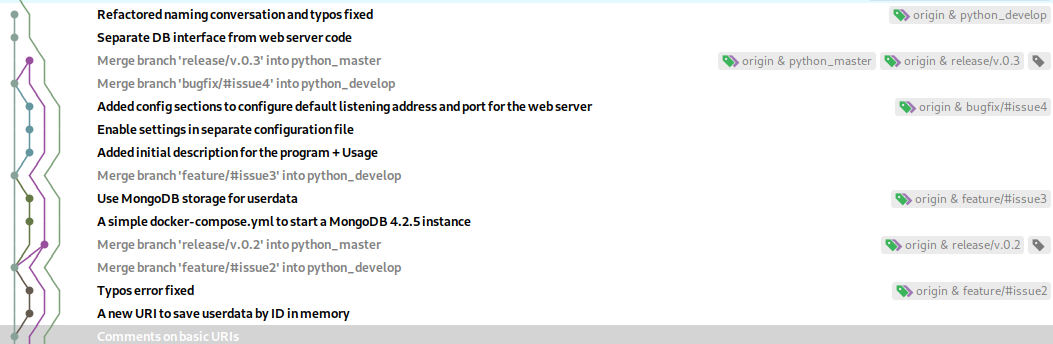 Refactored naming conversation and typos fixed origin & python_develop
Separate DB interface from web server code
Merge branch 'release/v.0.3' into python_master origin & python_master origin & release/v.0.3
Merge branch 'bugfix/#issue4' into python_develop
Added config sections to configure default listening address and port for the web server origin & bugfix/#issue4
Enable settings in separate configuration file
Added initial description for the program + Usage
Merge branch 'feature/#issue3' into python_develop
Use MongoDB storage for userdata origin & feature/#issue3
A simple docker-compose.yml to start a MongoDB 4.2.5 instance
Merge branch 'release/v.0.2' into python_master origin & release/v.0.2
Merge branch 'feature/#issue2' into python_develop
Typos error fixed origin & feature/#issue2
A new URI to save userdata by ID in memory
Comments on basic URIs